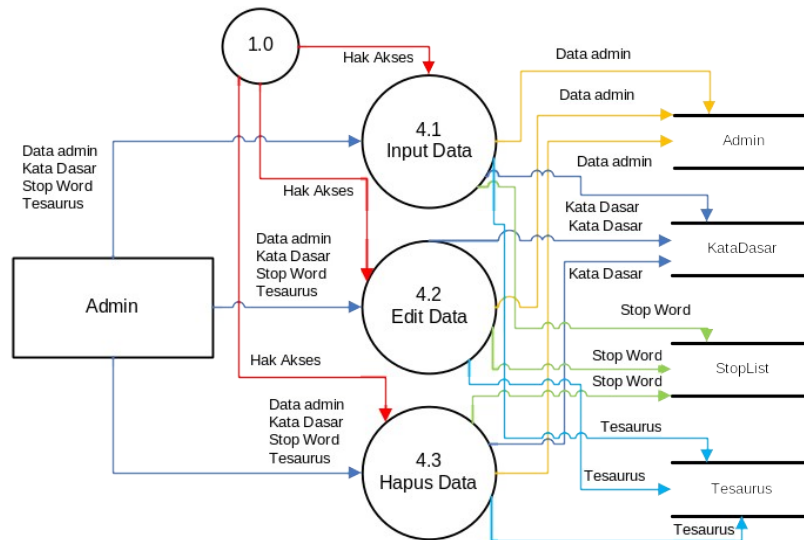 1.0
Hak Akses
Data admin
Data admin
4.1
Input Data
Admin
Data admin
Kata Dasar
Stop Word
Tesaurus
Data admin
Hak Akses
Kata Dasar
Kata Dasar
Data admin
Kata Dasar
Stop Word
Tesaurus
KataDasar
4.2
Edit Data
Kata Dasar
Admin
Stop Word
Hak Akses
Stop Word
StopList
Stop Word
Data admin
Kata Dasar
Stop Word
Tesaurus
Tesaurus
4.3
Hapus Data
Tesaurus
Tesaurus
Tesaurus